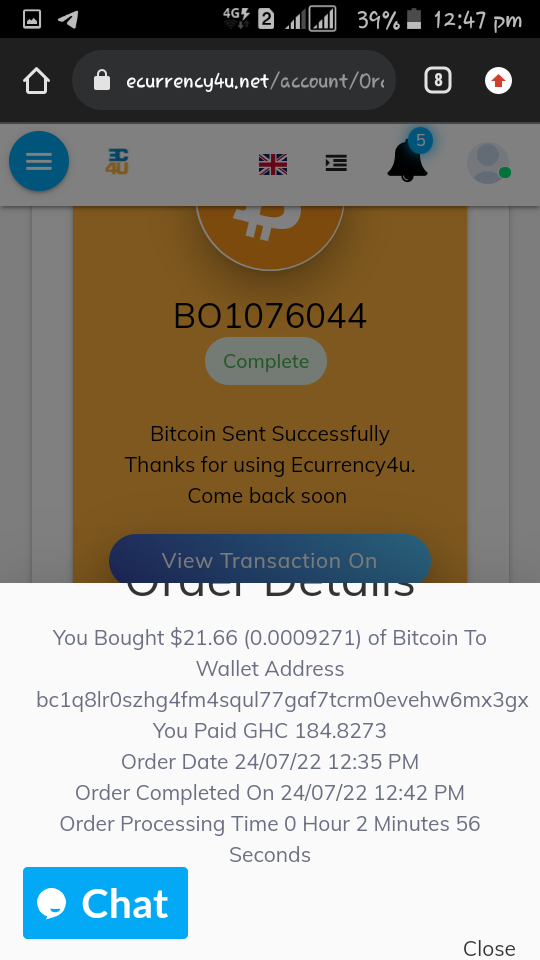 4G
2
39%
12:47 pm
ecurrency4u.net/account/Ord
8
EC
4U
5
BO1076044
Complete
Bitcoin Sent Successfully
Thanks for using Ecurrency4u.
Come back soon
View Transaction On
Order Details
You Bought $21.66 (0.0009271) of Bitcoin To
Wallet Address
bc1q8lr0szhg4fm4squl77gaf7tcrm0evehw6mx3gx
You Paid GHC 184.8273
Order Date 24/07/22 12:35 PM
Order Completed On 24/07/22 12:42 PM
Order Processing Time 0 Hour 2 Minutes 56
Seconds
Chat
Close